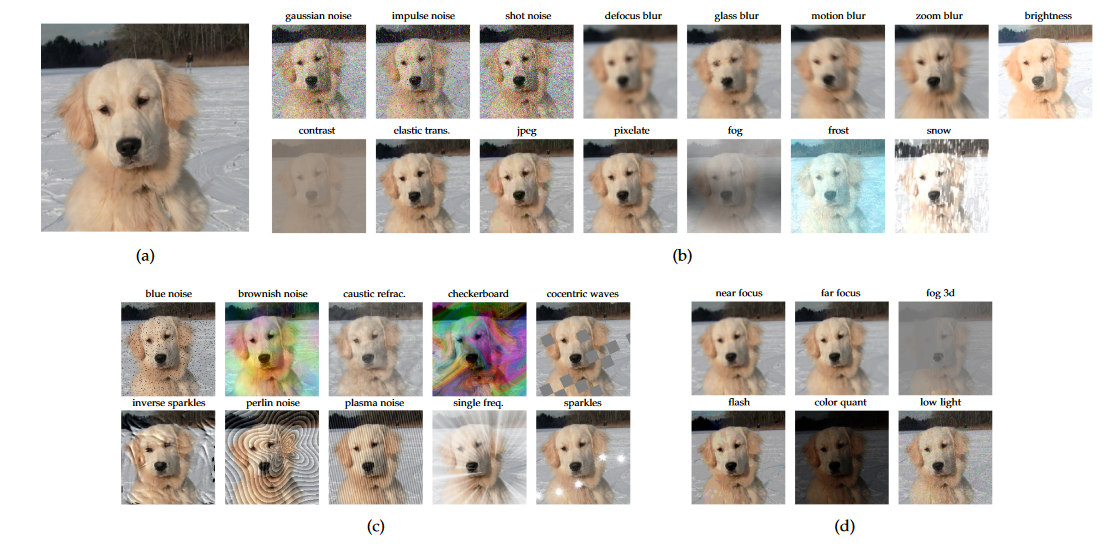 gaussian noise impulse noise shot noise defocus blur glass blur motion blur zoom blur brightness
contrast elastic trans. jpeg pixelate fog frost snow
(a)
(b)
blue noise brownish noise caustic refrac. checkerboard cocentric waves
inverse sparkles perlin noise plasma noise single freq. sparkles
(c)
near focus far focus fog 3d
flash color quant low light
(d)